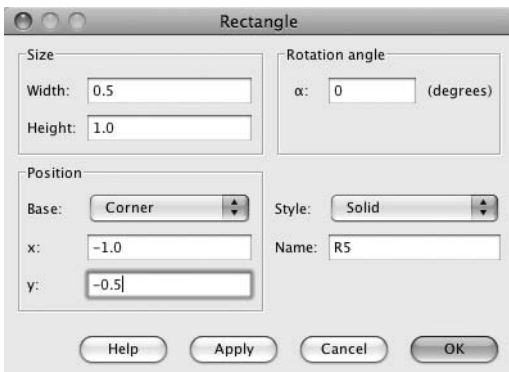 Rectangle
Size
Width: 0.5
Height: 1.0
Rotation angle
α: 0 (degrees)
Position
Base: Corner
x: -1.0
y: -0.5
Style: Solid
Name: R5
Help Apply Cancel OK